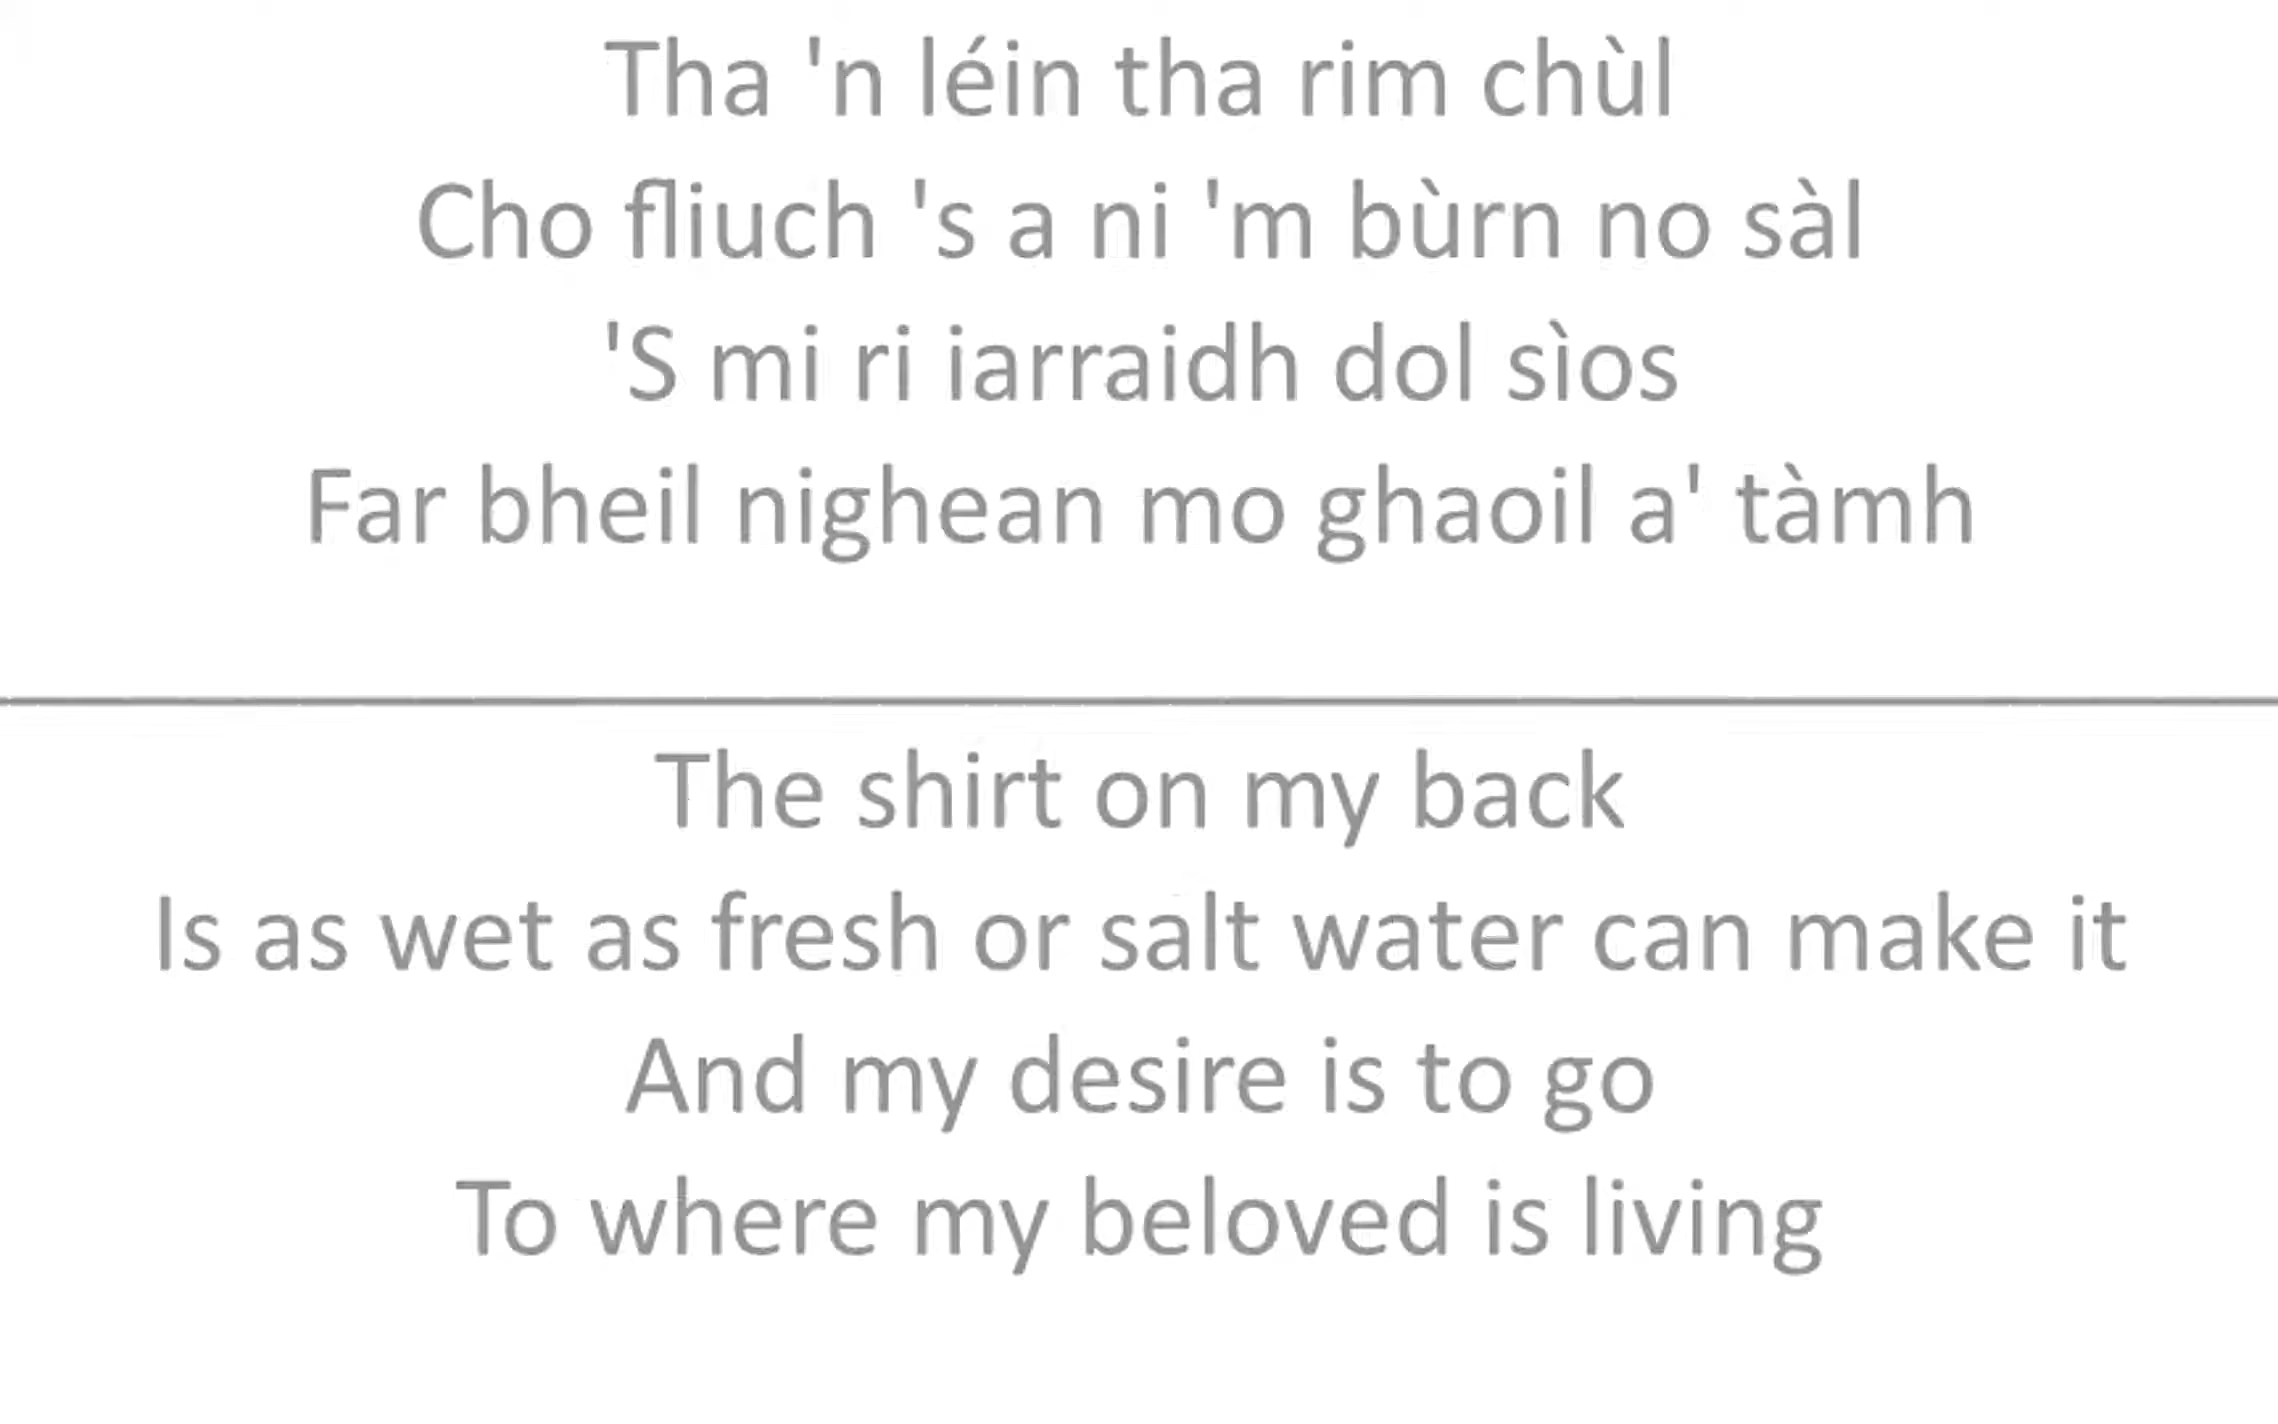 Tha 'n léin tha rim chùl
Cho fliuch 's a ni 'm bùrn no sàl
'S mi ri iarraidh dol sìos
Far bheil nighean mo ghaoil a' tàmh
The shirt on my back
Is as wet as fresh or salt water can make it
And my desire is to go
To where my beloved is living